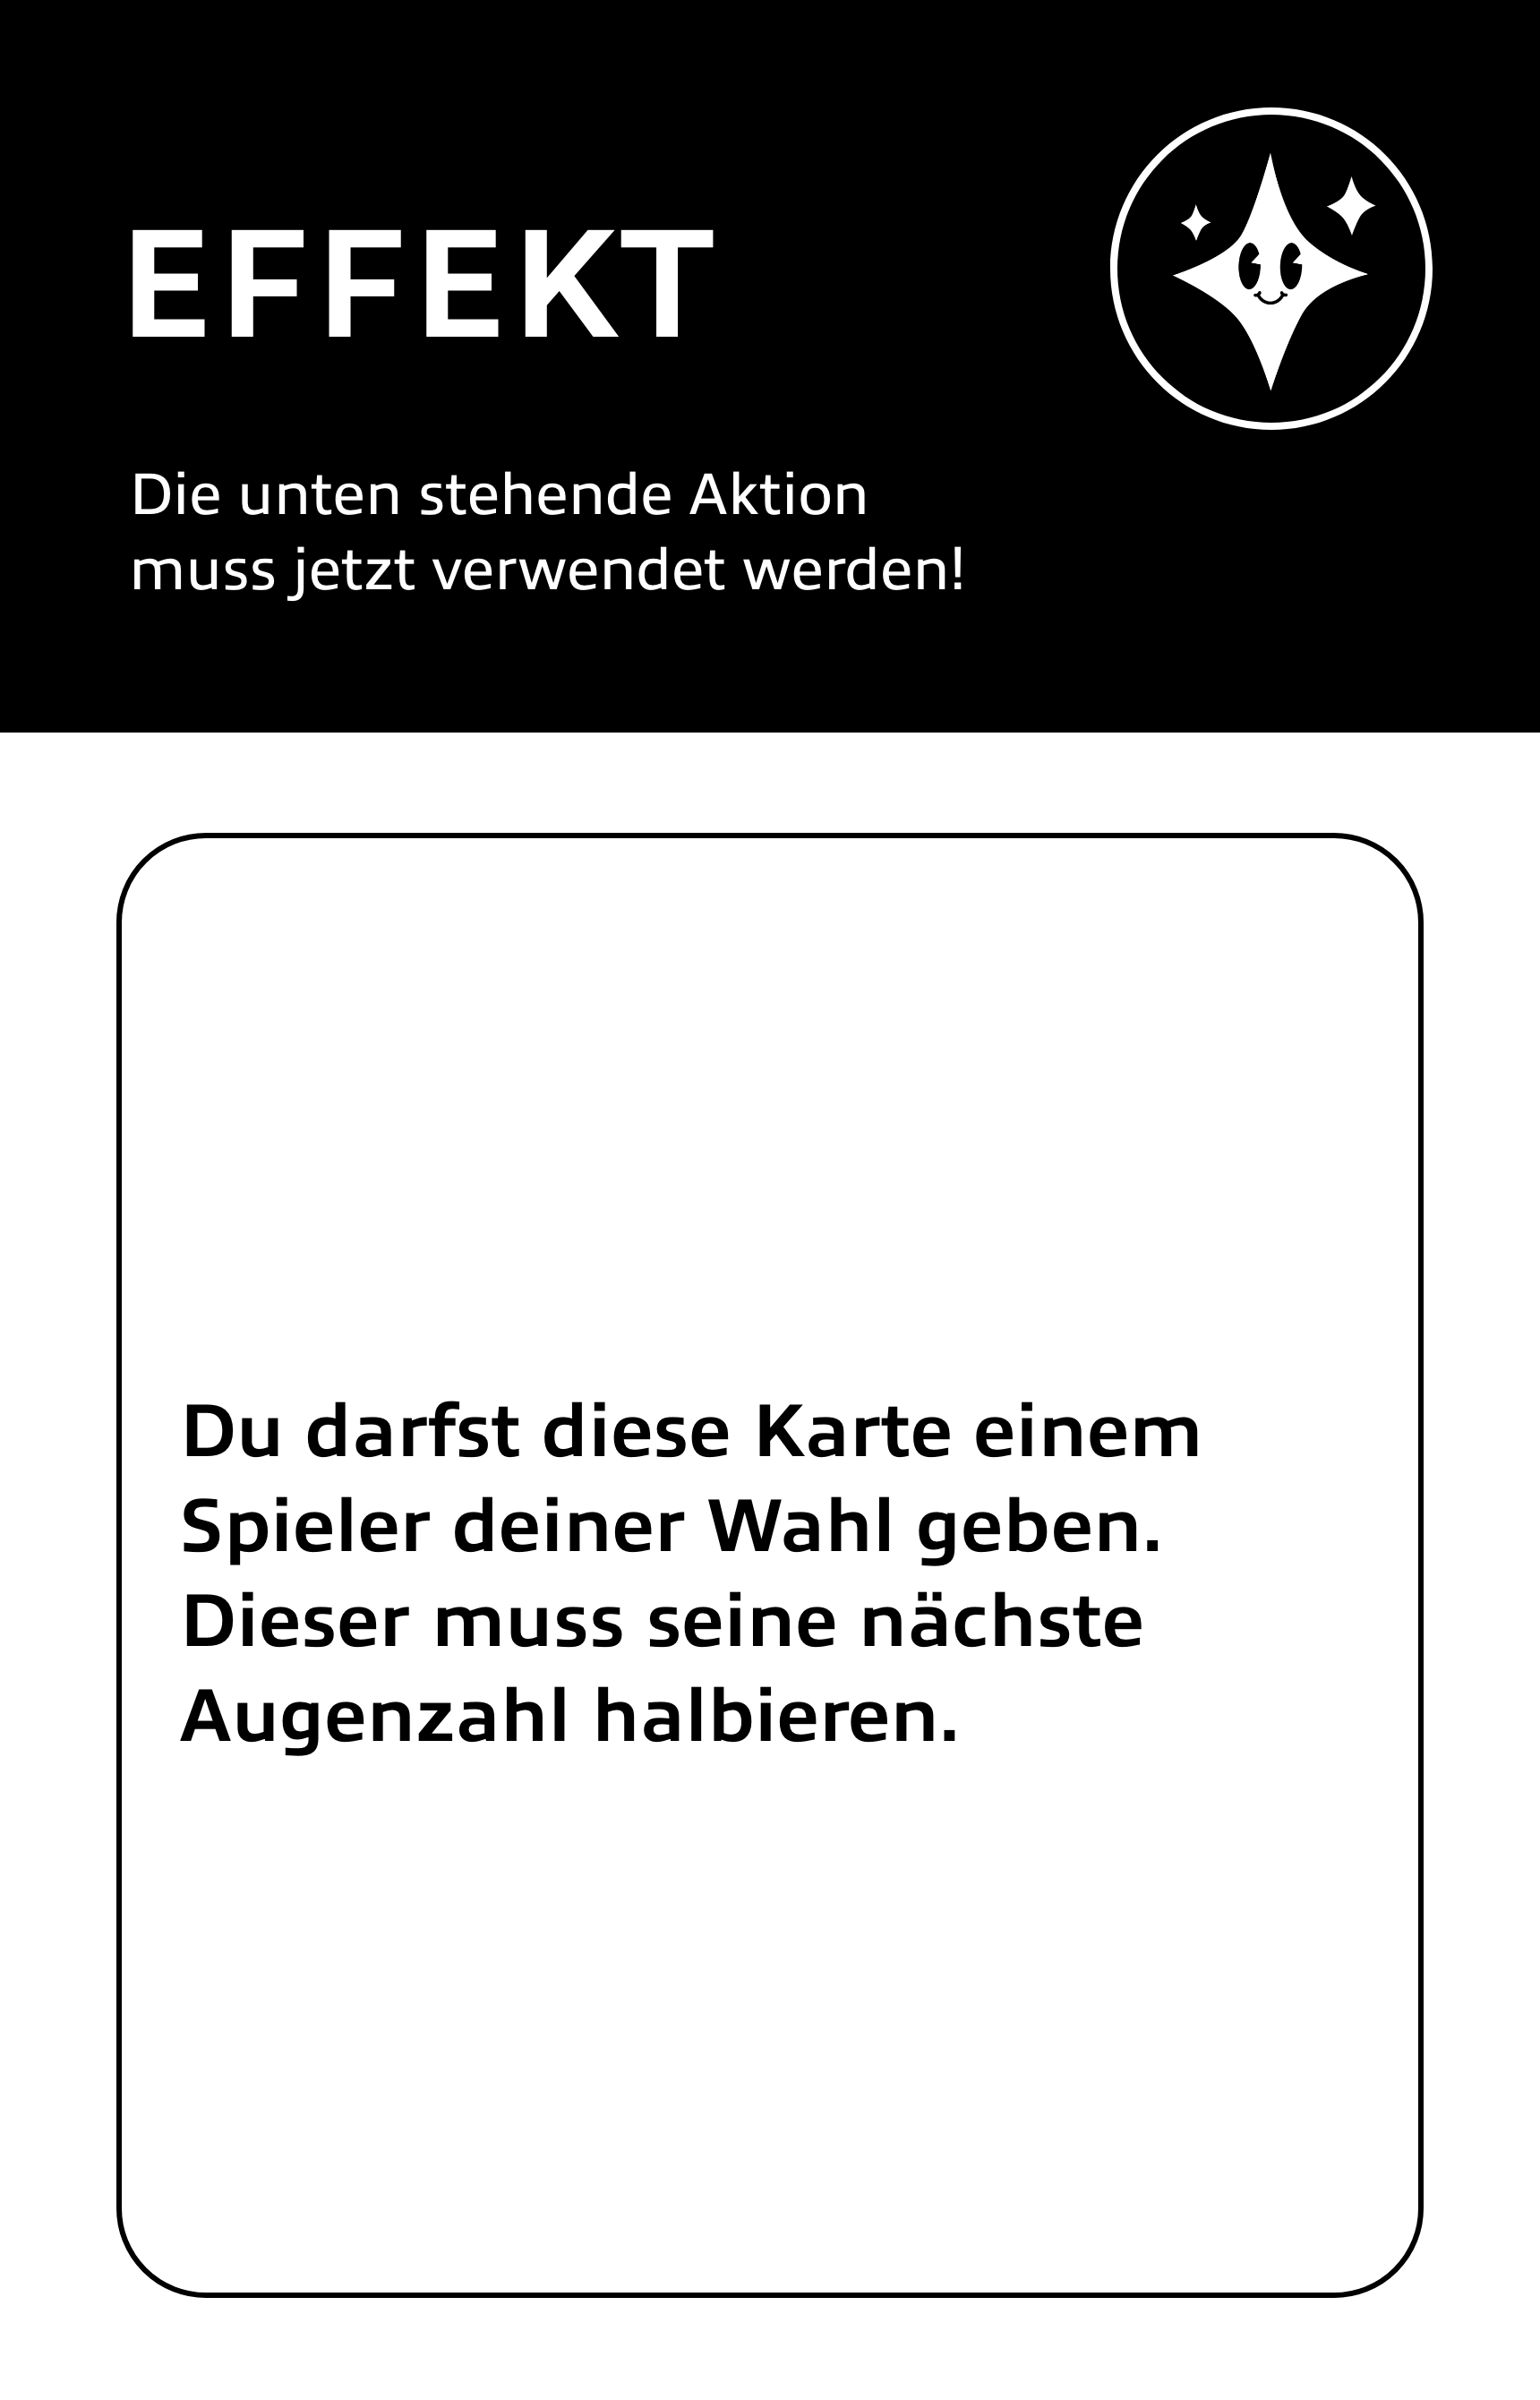 EFFEKT
Die unten stehende Aktion
muss jetzt verwendet werden!
Du darfst diese Karte einem
Spieler deiner Wahl geben.
Dieser muss seine nächste
Augenzahl halbieren.